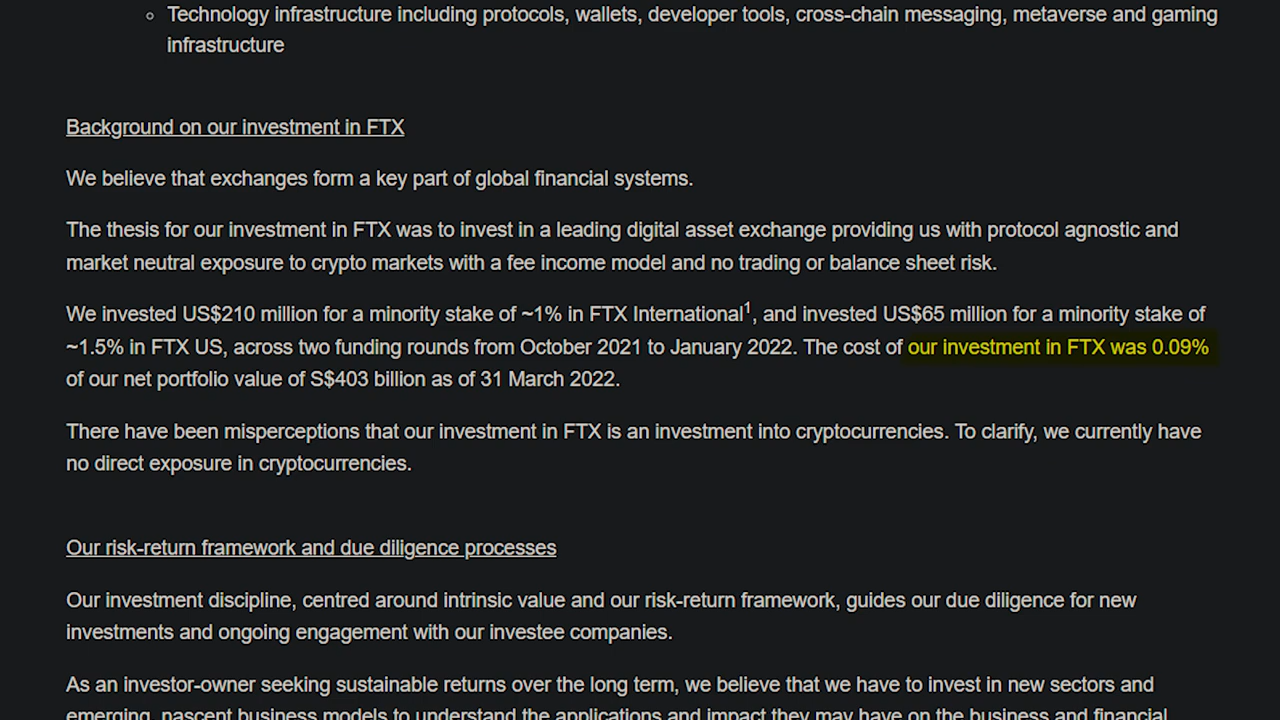 Technology infrastructure including protocols, wallets, developer tools, cross-chain messaging, metaverse and gaming
infrastructure
Background on our investment in FTX
We believe that exchanges form a key part of global financial systems.
The thesis for our investment in FTX was to invest in a leading digital asset exchange providing us with protocol agnostic and
market neutral exposure to crypto markets with a fee income model and no trading or balance sheet risk.
We invested US$210 million for a minority stake of ~1% in FTX International¹, and invested US$65 million for a minority stake of
~1.5% in FTX US, across two funding rounds from October 2021 to January 2022. The cost of our investment in FTX was 0.09%
of our net portfolio value of S$403 billion as of 31 March 2022.
There have been misperceptions that our investment in FTX is an investment into cryptocurrencies. To clarify, we currently have
no direct exposure in cryptocurrencies.
Our risk-return framework and due diligence processes
Our investment discipline, centred around intrinsic value and our risk-return framework, guides our due diligence for new
investments and ongoing engagement with our investee companies.
As an investor-owner seeking sustainable returns over the long term, we believe that we have to invest in new sectors and
emerging, nascent business models to understand the applications and impact they may have on the business and financial